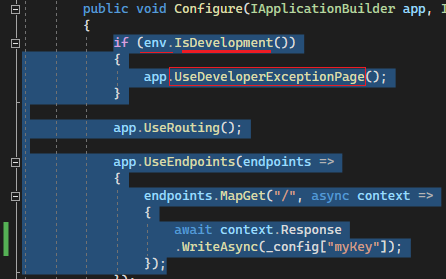 public void Configure(IApplicationBuilder app, I
{
if (env.IsDevelopment())
{
app.UseDeveloperExceptionPage();
}
app.UseRouting();
app.UseEndpoints(endpoints =>
{
endpoints.MapGet("/", async context =>
{
await context.Response
.WriteAsync(_config["myKey"]);
});
});